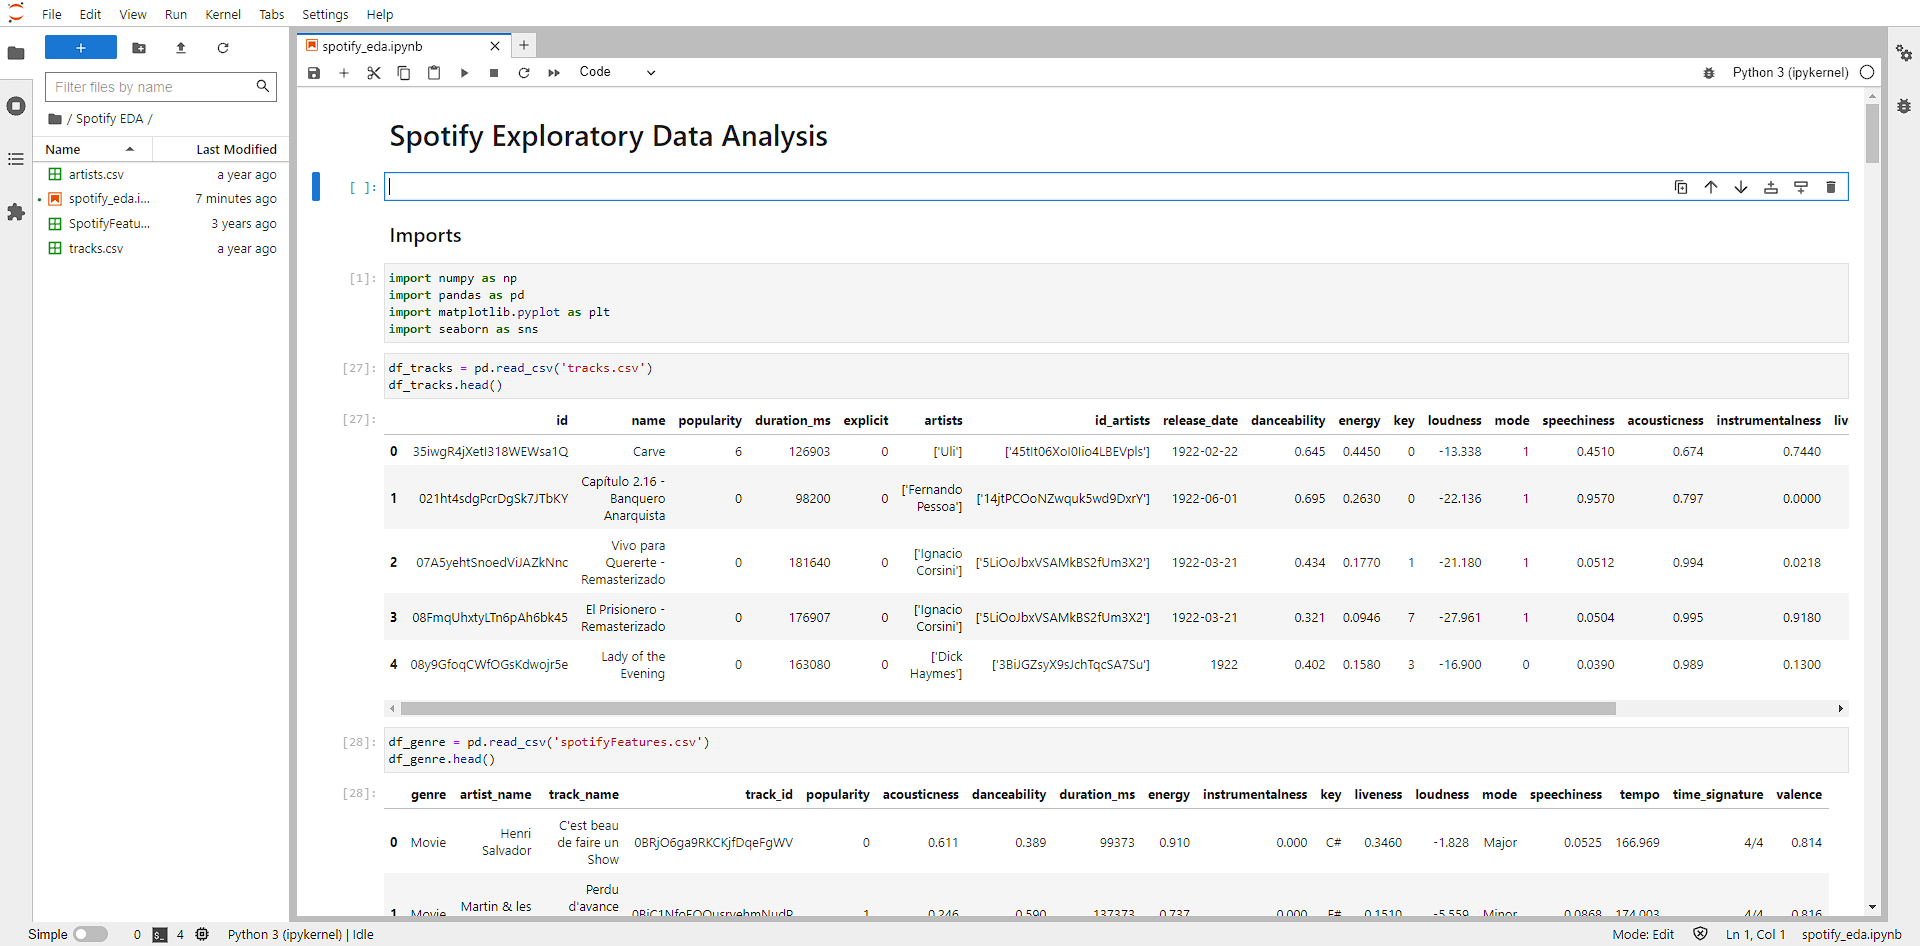 File Edit View Run Kernel Tabs Settings Help
+
Filter files by name
/ Spotify EDA /
Name Last Modified
artists.csv a year ago
spotify_eda.i... 7 minutes ago
SpotifyFeatu... 3 years ago
tracks.csv a year ago
spotify_eda.ipynb
Code
Python 3 (ipykernel)
Spotify Exploratory Data Analysis
[ ]:
Imports
[1]:
import numpy as np
import pandas as pd
import matplotlib.pyplot as plt
import seaborn as sns
[27]:
df_tracks = pd.read_csv('tracks.csv')
df_tracks.head()
[27]:
id name popularity duration_ms explicit artists id_artists release_date danceability energy key loudness mode speechiness acousticness instrumentalness liv
0 35iwgR4jXetI318WEWsa1Q Carve 6 126903 0 ['Uli'] ['45tIt06XoI0Iio4LBEVpls'] 1922-02-22 0.645 0.4450 0 -13.338 1 0.4510 0.674 0.7440
1 021ht4sdgPcrDgSk7JTbKY Capítulo 2.16 - Banquero Anarquista 0 98200 0 ['Fernando Pessoa'] ['14jtPCOoNZwquk5wd9DxrY'] 1922-06-01 0.695 0.2630 0 -22.136 1 0.9570 0.797 0.0000
2 07A5yehtSnoedViJAZkNnc Vivo para Quererte - Remasterizado 0 181640 0 ['Ignacio Corsini'] ['5LiOoJbxVSAMkBS2fUm3X2'] 1922-03-21 0.434 0.1770 1 -21.180 1 0.0512 0.994 0.0218
3 08FmqUhxtyLTn6pAh6bk45 El Prisionero - Remasterizado 0 176907 0 ['Ignacio Corsini'] ['5LiOoJbxVSAMkBS2fUm3X2'] 1922-03-21 0.321 0.0946 7 -27.961 1 0.0504 0.995 0.9180
4 08y9GfoqCWfOGsKdwojr5e Lady of the Evening 0 163080 0 ['Dick Haymes'] ['3BiJGZsyX9sJchTqcSA7Su'] 1922 0.402 0.1580 3 -16.900 0 0.0390 0.989 0.1300
[28]:
df_genre = pd.read_csv('spotifyFeatures.csv')
df_genre.head()
[28]:
genre artist_name track_name track_id popularity acousticness danceability duration_ms energy instrumentalness key liveness loudness mode speechiness tempo time_signature valence
0 Movie Henri Salvador C'est beau de faire un Show 0BRjO6ga9RKCKjfDqeFgWV 0 0.611 0.389 99373 0.910 0.000 C# 0.3460 -1.828 Major 0.0525 166.969 4/4 0.814
1 Movie Martin & les Perdu d'avance 0BjC1NfoEOOusryehmNudP 1 0.246 0.590 137373 0.737 0.000 F# 0.1510 -5.559 Minor 0.0868 174.003 4/4 0.816
Simple 0 4 Python 3 (ipykernel) | Idle Mode: Edit Ln 1, Col 1 spotify_eda.ipynb